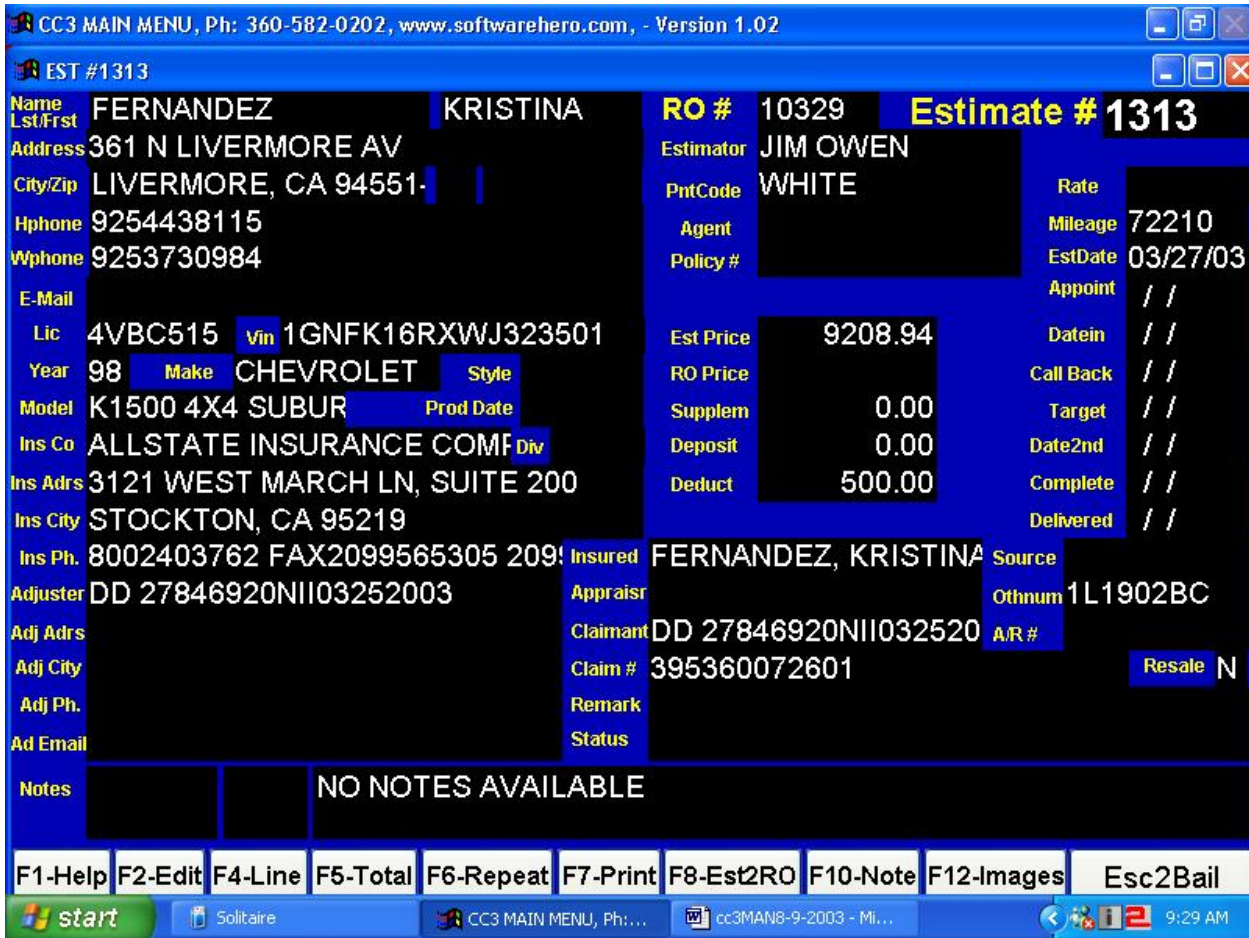 CC3 MAIN MENU, Ph: 360-582-0202, www.softwarehero.com, - Version 1.02
EST #1313
Name Lst/Frst FERNANDEZ KRISTINA RO # 10329 Estimate # 1313
Address 361 N LIVERMORE AV Estimator JIM OWEN
City/Zip LIVERMORE, CA 94551- PntCode WHITE Rate
Hphone 9254438115 Agent Mileage 72210
Wphone 9253730984 Policy # EstDate 03/27/03
E-Mail Appoint / /
Lic 4VBC515 Vin 1GNFK16RXWJ323501 Est Price 9208.94 Datein / /
Year 98 Make CHEVROLET Style RO Price Call Back / /
Model K1500 4X4 SUBUR Prod Date Supplem 0.00 Target / /
Ins Co ALLSTATE INSURANCE COMP Div Deposit 0.00 Date2nd / /
Ins Adrs 3121 WEST MARCH LN, SUITE 200 Deduct 500.00 Complete / /
Ins City STOCKTON, CA 95219 Delivered / /
Ins Ph. 8002403762 FAX2099565305 209 Insured FERNANDEZ, KRISTINA Source
Adjuster DD 27846920NII03252003 Appraisr Othnum 1L1902BC
Adj Adrs Claimant DD 27846920NII032520 A/R #
Adj City Claim # 395360072601 Resale N
Adj Ph. Remark
Ad Email Status
Notes NO NOTES AVAILABLE
F1-Help F2-Edit F4-Line F5-Total F6-Repeat F7-Print F8-Est2RO F10-Note F12-Images Esc2Bail
start Solitaire CC3 MAIN MENU, Ph:... cc3MAN8-9-2003 - Mi... 9:29 AM